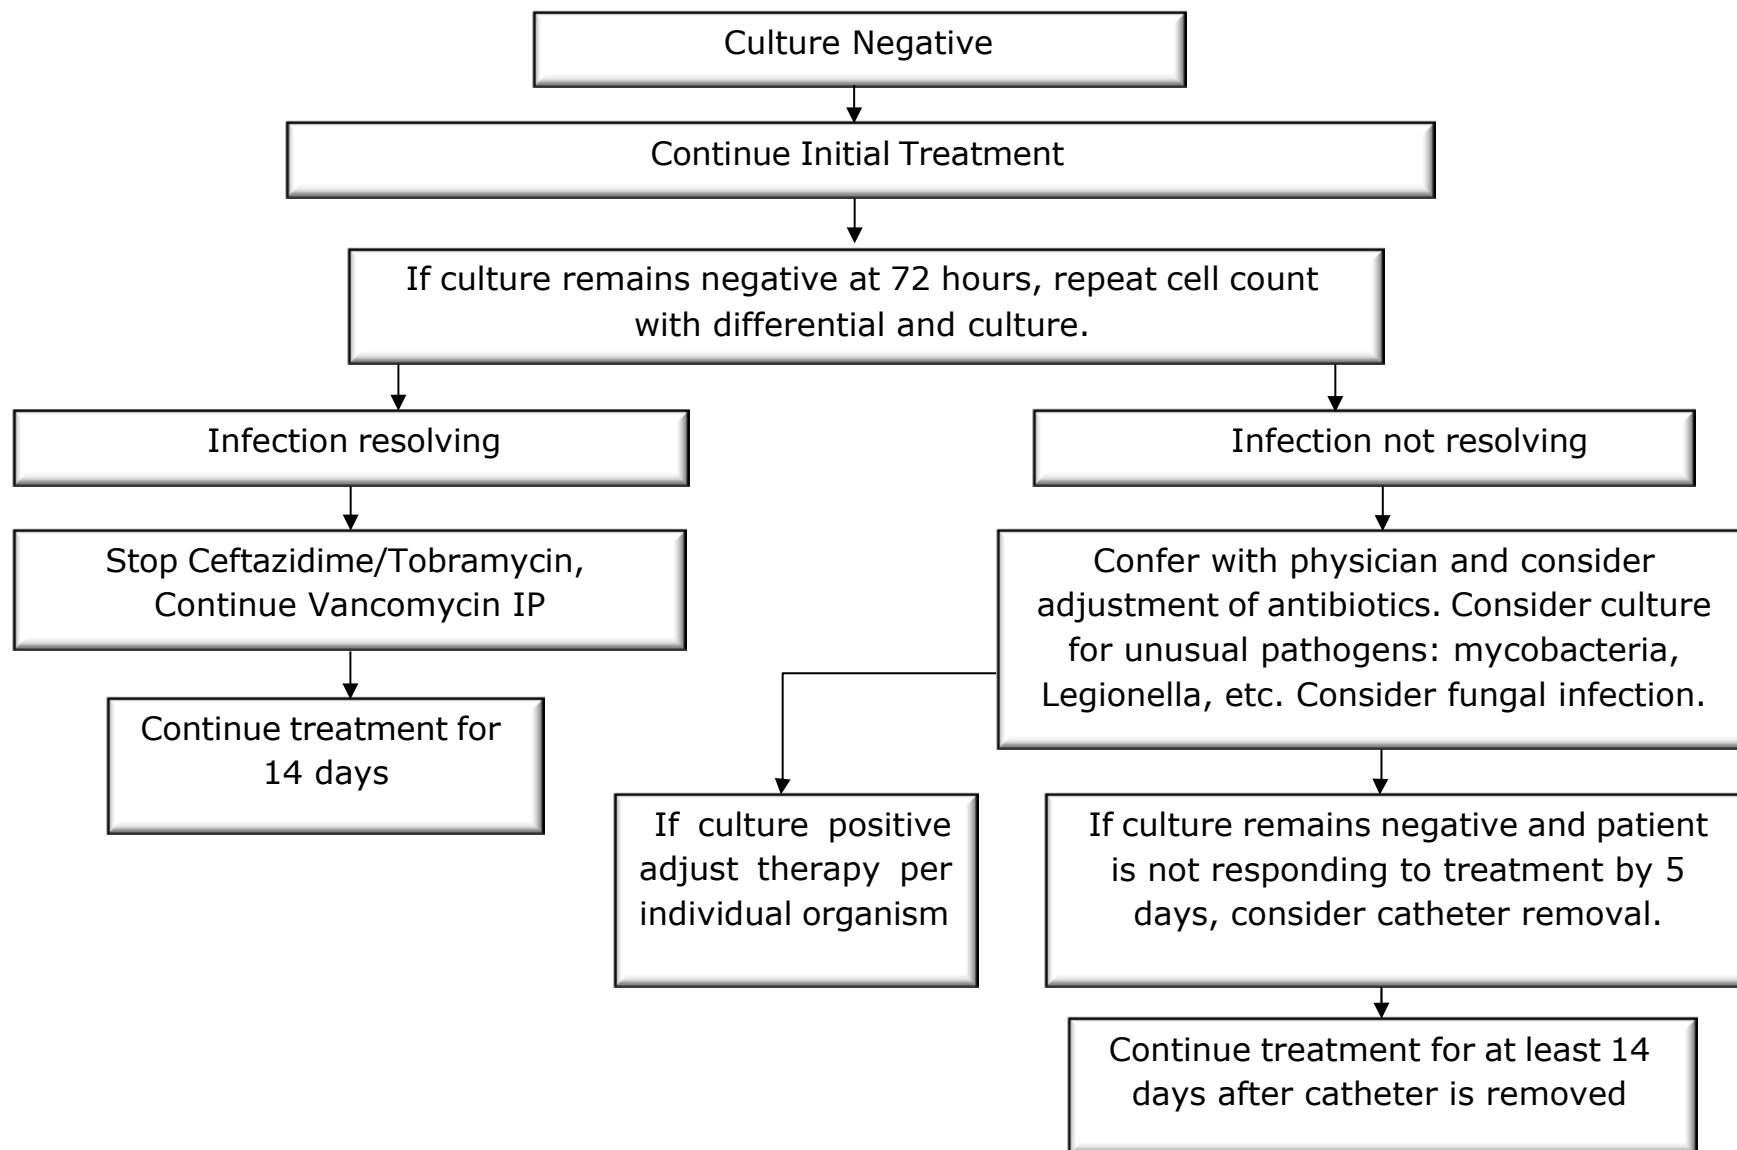 Culture Negative
Continue Initial Treatment
If culture remains negative at 72 hours, repeat cell count
with differential and culture.
Infection resolving
Infection not resolving
Stop Ceftazidime/Tobramycin,
Continue Vancomycin IP
Confer with physician and consider
adjustment of antibiotics. Consider culture
for unusual pathogens: mycobacteria,
Legionella, etc. Consider fungal infection.
Continue treatment for
14 days
If culture positive
adjust therapy per
individual organism
If culture remains negative and patient
is not responding to treatment by 5
days, consider catheter removal.
Continue treatment for at least 14
days after catheter is removed